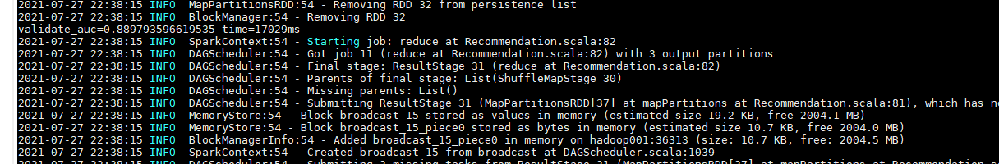 2021-07-27 22:38:15 INFO  MapPartitionsRDD:54 - Removing RDD 32 from persistence list
2021-07-27 22:38:15 INFO  BlockManager:54 - Removing RDD 32
validate_auc=0.889793596619535 time=17029ms
2021-07-27 22:38:15 INFO  SparkContext:54 - Starting job: reduce at Recommendation.scala:82
2021-07-27 22:38:15 INFO  DAGScheduler:54 - Got job 11 (reduce at Recommendation.scala:82) with 3 output partitions
2021-07-27 22:38:15 INFO  DAGScheduler:54 - Final stage: ResultStage 31 (reduce at Recommendation.scala:82)
2021-07-27 22:38:15 INFO  DAGScheduler:54 - Parents of final stage: List(ShuffleMapStage 30)
2021-07-27 22:38:15 INFO  DAGScheduler:54 - Missing parents: List()
2021-07-27 22:38:15 INFO  DAGScheduler:54 - Submitting ResultStage 31 (MapPartitionsRDD[37] at mapPartitions at Recommendation.scala:81), which has
2021-07-27 22:38:15 INFO  MemoryStore:54 - Block broadcast_15 stored as values in memory (estimated size 19.2 KB, free 2004.1 MB)
2021-07-27 22:38:15 INFO  MemoryStore:54 - Block broadcast_15_piece0 stored as bytes in memory (estimated size 10.7 KB, free 2004.0 MB)
2021-07-27 22:38:15 INFO  BlockManagerInfo:54 - Added broadcast_15_piece0 in memory on hadoop001:36313 (size: 10.7 KB, free: 2004.5 MB)
2021-07-27 22:38:15 INFO  SparkContext:54 - Created broadcast 15 from broadcast at DAGScheduler.scala:1039
2021-07-27 22:38:15 INFO  DAGScheduler:54 - Submitting 3 missing tasks from ResultStage 31 (MapPartitionsRDD[37] at mapPartitions at